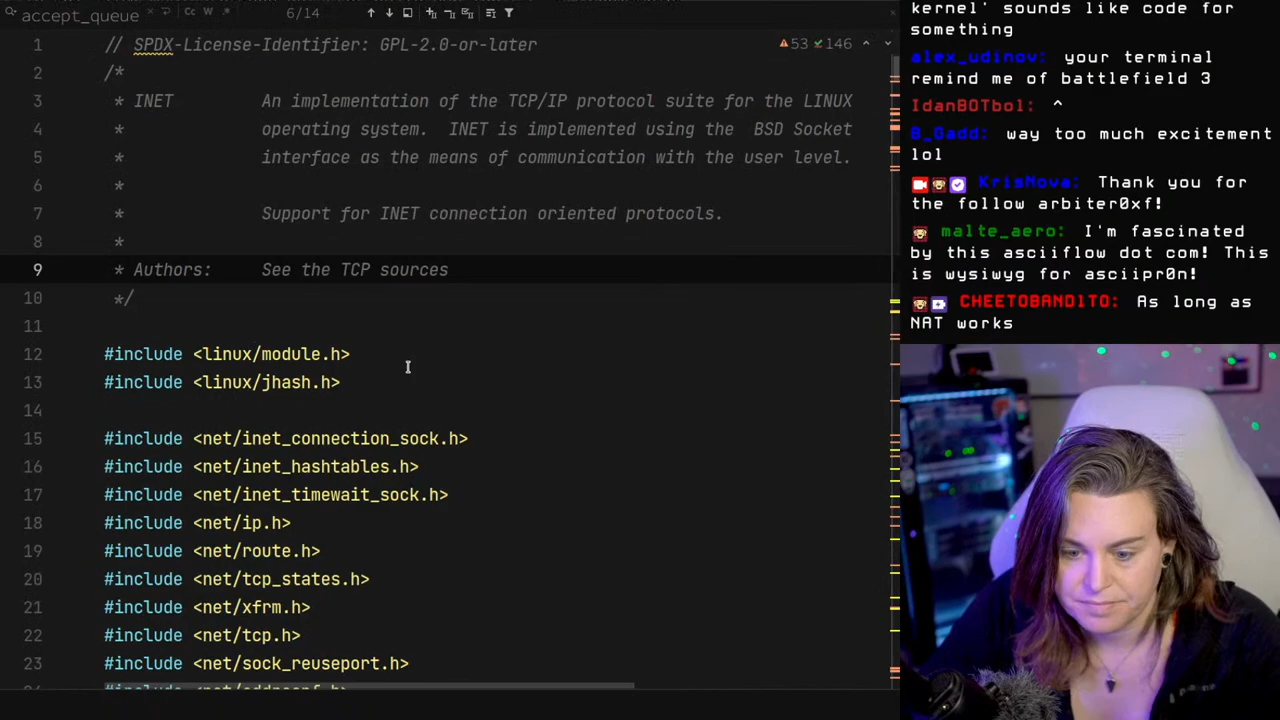 accept_queue
Cc W
6/14
1 // SPDX-License-Identifier: GPL-2.0-or-later
53 146
2 /*
3 * INET An implementation of the TCP/IP protocol suite for the LINUX
4 * operating system. INET is implemented using the BSD Socket
5 * interface as the means of communication with the user level.
6 *
7 * Support for INET connection oriented protocols.
8 *
9 * Authors: See the TCP sources
10 */
11
12 #include <linux/module.h>
13 #include <linux/jhash.h>
14
15 #include <net/inet_connection_sock.h>
16 #include <net/inet_hashtables.h>
17 #include <net/inet_timewait_sock.h>
18 #include <net/ip.h>
19 #include <net/route.h>
20 #include <net/tcp_states.h>
21 #include <net/xfrm.h>
22 #include <net/tcp.h>
23 #include <net/sock_reuseport.h>
kernel' sounds like code for
something
alex_udinov: your terminal
remind me of battlefield 3
IdanBOTbol: ^
B_Gadd: way too much excitement
lol
KrisNova: Thank you for
the follow arbiter0xf!
malte_aero: I'm fascinated
by this asciiflow dot com! This
is wysiwyg for asciipr0n!
CHEETOBAND1TO: As long as
NAT works